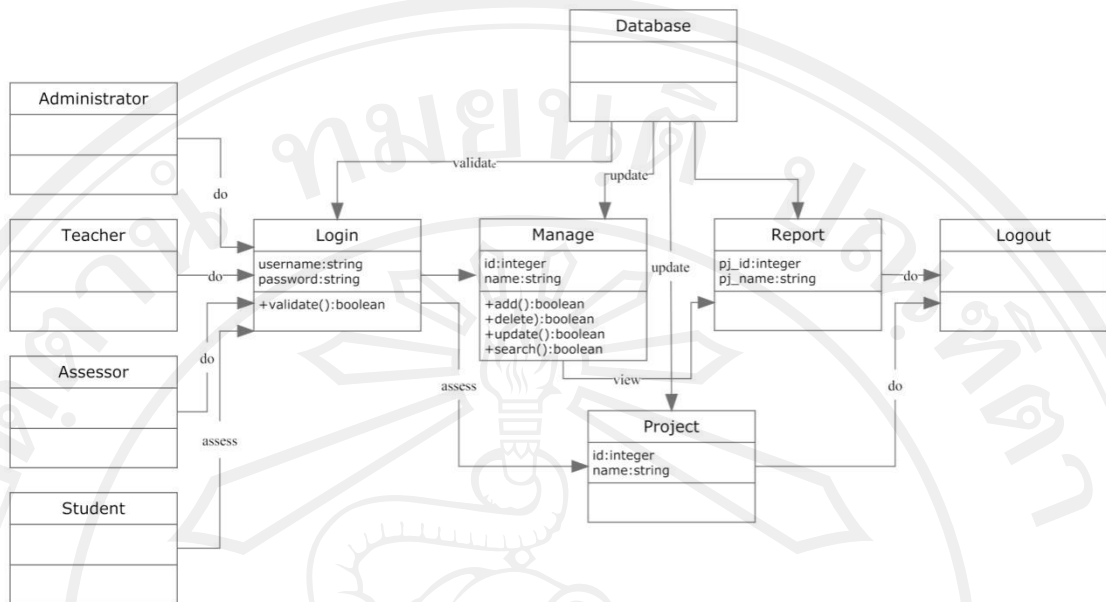 Database
Administrator
validate
update
do
Teacher
Login
Manage
Report
Logout
username:string
password:string
+validate():boolean
id:integer
name:string
+add():boolean
+delete):boolean
+update():boolean
+search():boolean
update
pj_id:integer
pj_name:string
do
do
Assessor
do
assess
view
do
Project
id:integer
name:string
assess
Student